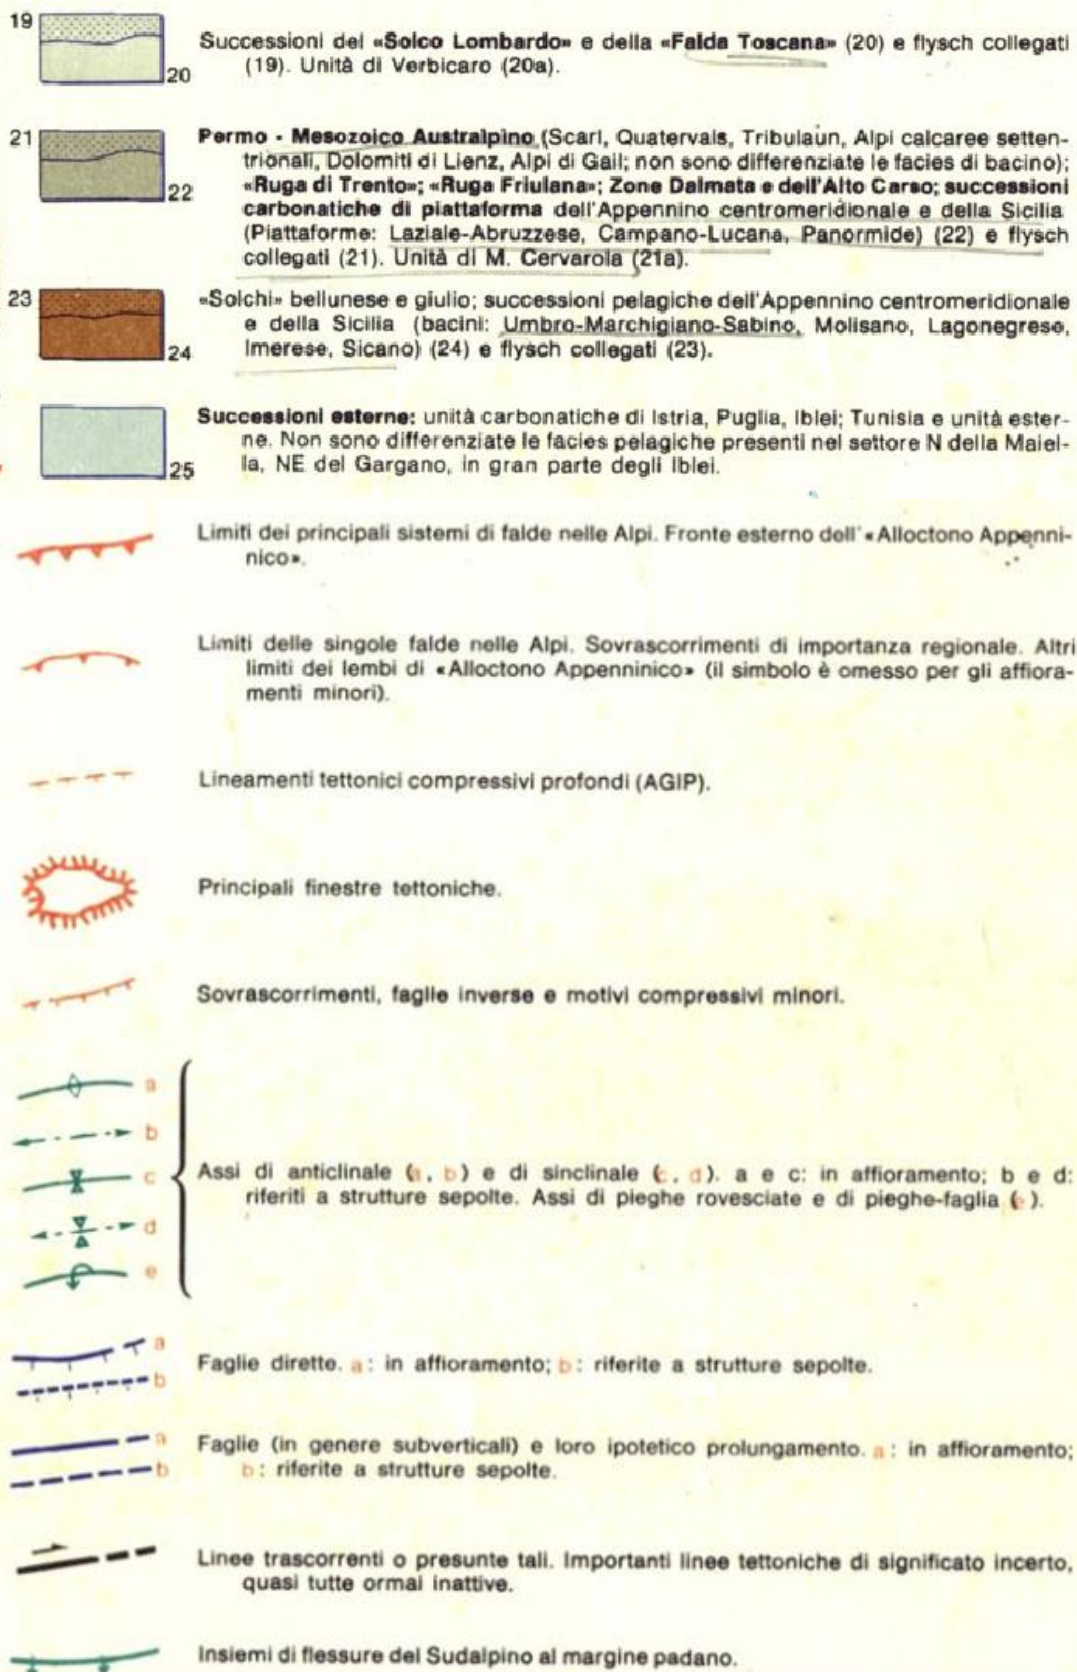 19
Successioni del «Solco Lombardo» e della «Falda Toscana» (20) e flysch collegati
20
(19). Unità di Verbicaro (20a).
21
Permo - Mesozoico Australpino (Scarl, Quatervals, Tribulaun, Alpi calcaree setten-
trionali, Dolomiti di Lienz, Alpi di Gail; non sono differenziate le facies di bacino);
22
«Ruga di Trento»; «Ruga Friulana»; Zone Dalmata e dell'Alto Carso; successioni
carbonatiche di piattaforma dell'Appennino centromeridionale e della Sicilia
(Piattaforme: Laziale-Abruzzese, Campano-Lucana, Panormide) (22) e flysch
collegati (21). Unità di M. Cervarola (21a).
23
«Solchi» bellunese e giulio; successioni pelagiche dell'Appennino centromeridionale
e della Sicilia (bacini: Umbro-Marchigiano-Sabino, Molisano, Lagonegrese,
24
Imerese, Sicano) (24) e flysch collegati (23).
Successioni esterne: unità carbonatiche di Istria, Puglia, Iblei; Tunisia e unità ester-
ne. Non sono differenziate le facies pelagiche presenti nel settore N della Maiel-
25
la, NE del Gargano, in gran parte degli Iblei.
Limiti dei principali sistemi di falde nelle Alpi. Fronte esterno dell'«Alloctono Appenni-
nico».
Limiti delle singole falde nelle Alpi. Sovrascorrimenti di importanza regionale. Altri
limiti dei lembi di «Alloctono Appenninico» (il simbolo è omesso per gli affiora-
menti minori).
Lineamenti tettonici compressivi profondi (AGIP).
Principali finestre tettoniche.
Sovrascorrimenti, faglie inverse e motivi compressivi minori.
a
b
c
d
e
Assi di anticlinale (a, b) e di sinclinale (c, d). a e c: in affioramento; b e d:
riferiti a strutture sepolte. Assi di pieghe rovesciate e di pieghe-faglia (e).
a
b
Faglie dirette. a: in affioramento; b: riferite a strutture sepolte.
a
b
Faglie (in genere subverticali) e loro ipotetico prolungamento. a: in affioramento;
b: riferite a strutture sepolte.
Linee trascorrenti o presunte tali. Importanti linee tettoniche di significato incerto,
quasi tutte ormai inattive.
Insiemi di flessure del Sudalpino al margine padano.